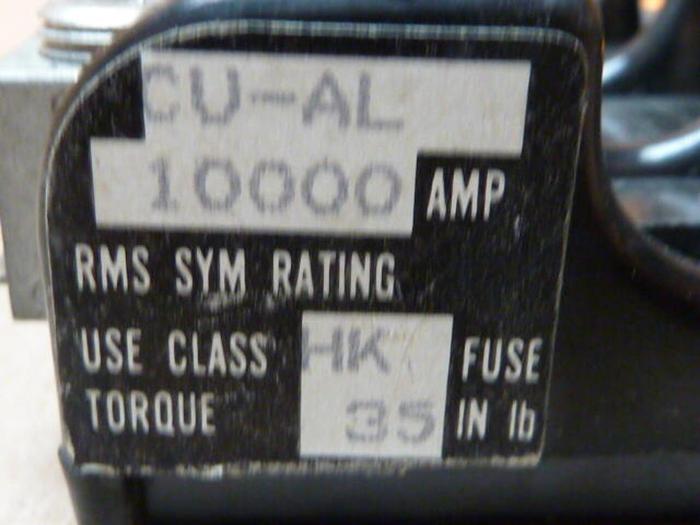 CU-AL
10000 AMP
RMS SYM RATING
USE CLASS HK FUSE
TORQUE 35 IN lb